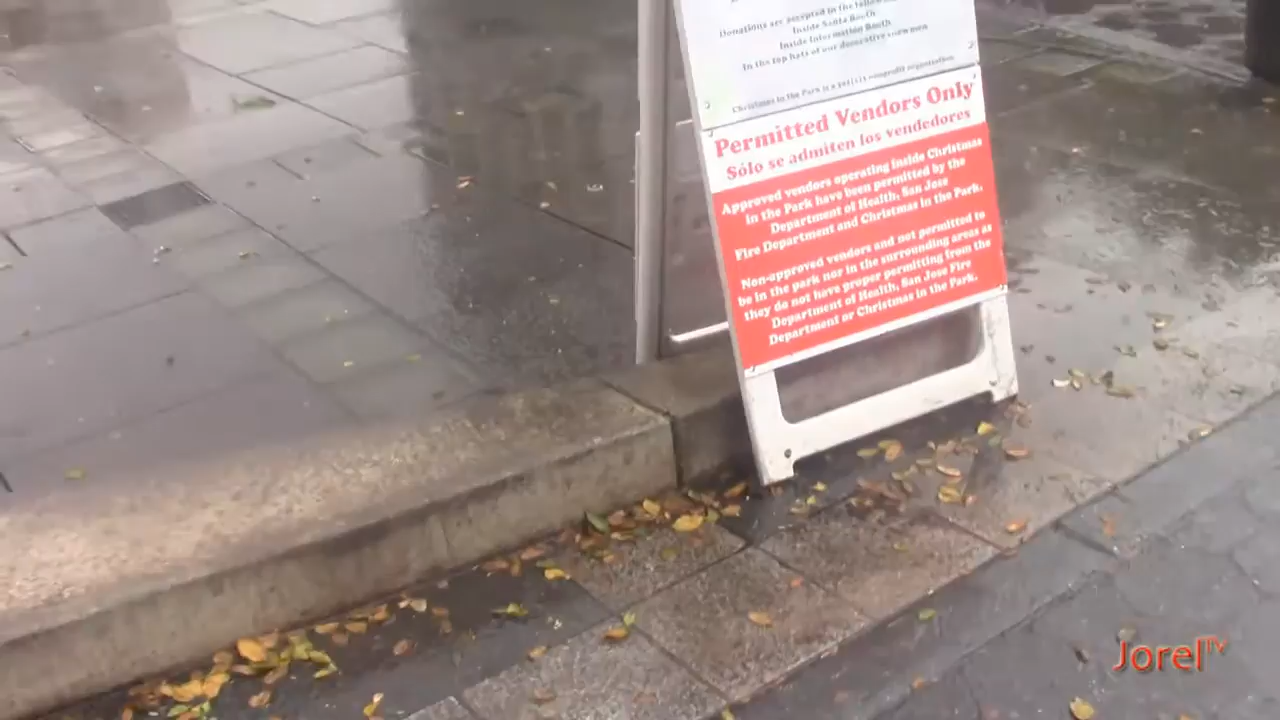 Donations are accepted in the following
Inside Santa Booth
Inside Information Booth
In the top hats of our decorative snowmen
Christmas in the Park is a 501(c)3 nonprofit organization
Permitted Vendors Only
Sólo se admiten los vendedores
Approved vendors operating inside Christmas
in the Park have been permitted by the
Department of Health, San Jose
Fire Department and Christmas in the Park.
Non-approved vendors and not permitted to
be in the park nor in the surrounding areas as
they do not have proper permitting from the
Department of Health, San Jose Fire
Department or Christmas in the Park.
JorelTV